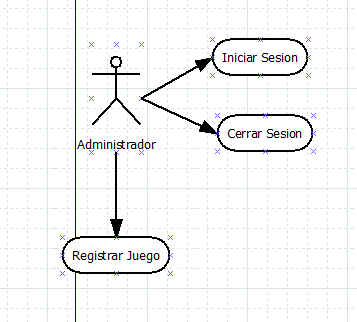 Iniciar Sesion
Cerrar Sesion
Administrador
Registrar Juego